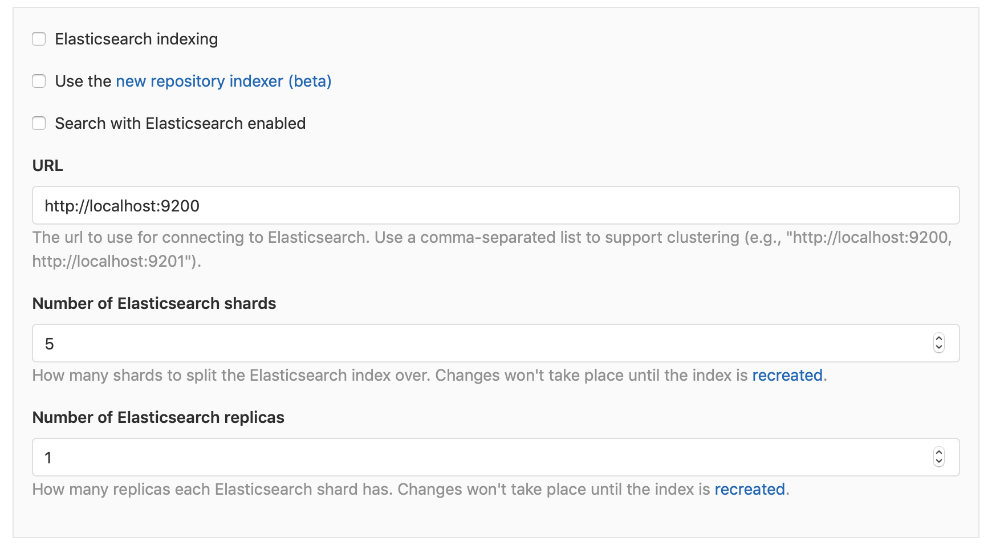 Elasticsearch indexing
Use the new repository indexer (beta)
Search with Elasticsearch enabled
URL
http://localhost:9200
The url to use for connecting to Elasticsearch. Use a comma-separated list to support clustering (e.g., "http://localhost:9200,
http://localhost:9201").
Number of Elasticsearch shards
5
How many shards to split the Elasticsearch index over. Changes won't take place until the index is recreated.
Number of Elasticsearch replicas
1
How many replicas each Elasticsearch shard has. Changes won't take place until the index is recreated.